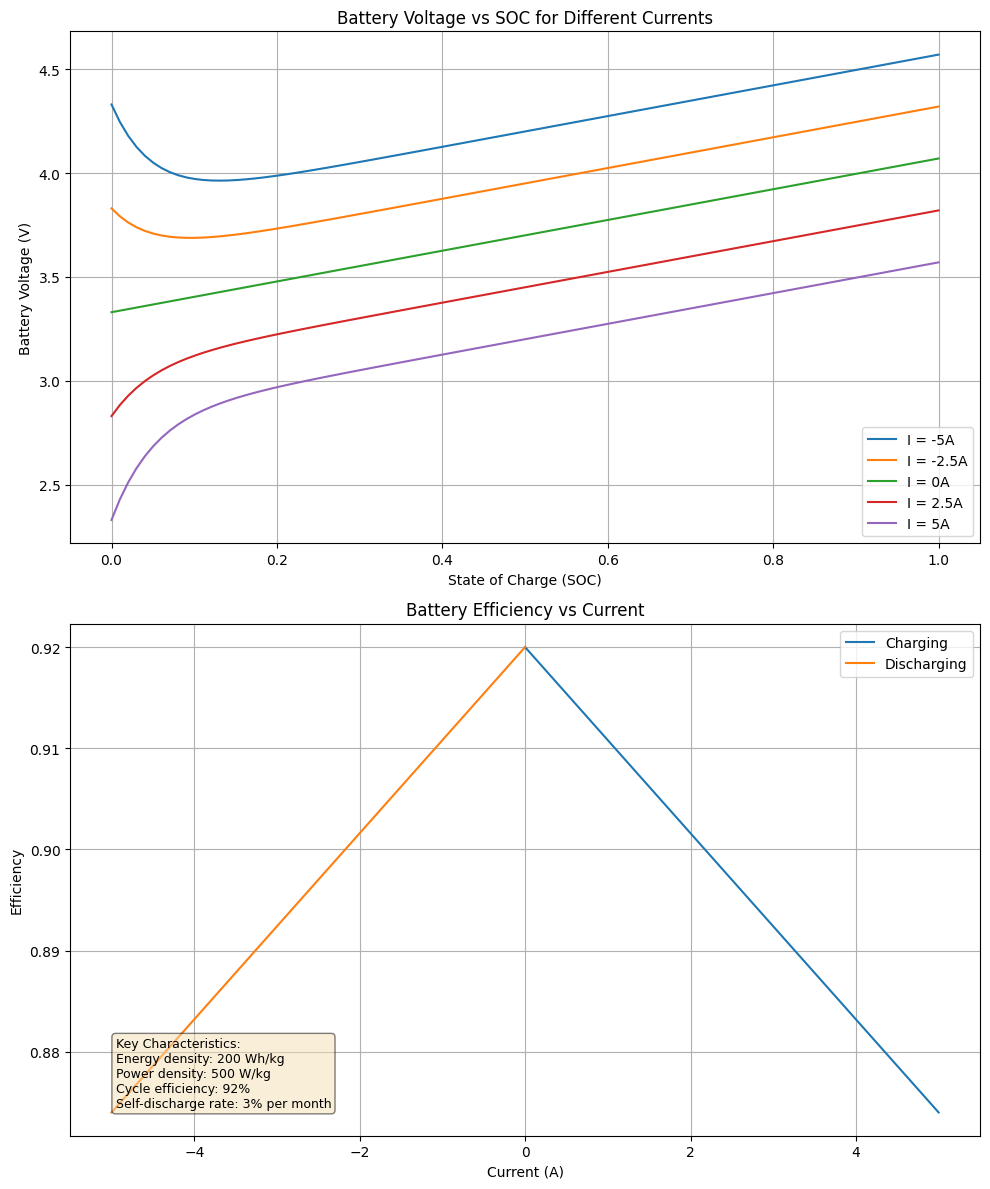 Battery Voltage vs SOC for Different Currents
Battery Voltage (V)
4.5
4.0
3.5
3.0
2.5
I = -5A
I = -2.5A
I = 0A
I = 2.5A
I = 5A
0.0 0.2 0.4 0.6 0.8 1.0
State of Charge (SOC)
Battery Efficiency vs Current
Efficiency
0.92
0.91
0.90
0.89
0.88
Charging
Discharging
Key Characteristics:
Energy density: 200 Wh/kg
Power density: 500 W/kg
Cycle efficiency: 92%
Self-discharge rate: 3% per month
−4 −2 0 2 4
Current (A)